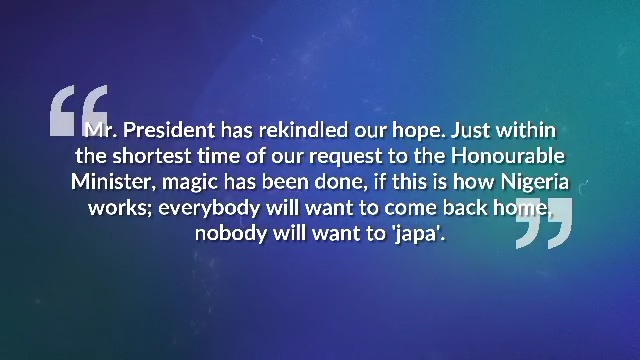 Mr. President has rekindled our hope. Just within
the shortest time of our request to the Honourable
Minister, magic has been done, if this is how Nigeria
works; everybody will want to come back home,
nobody will want to 'japa'.